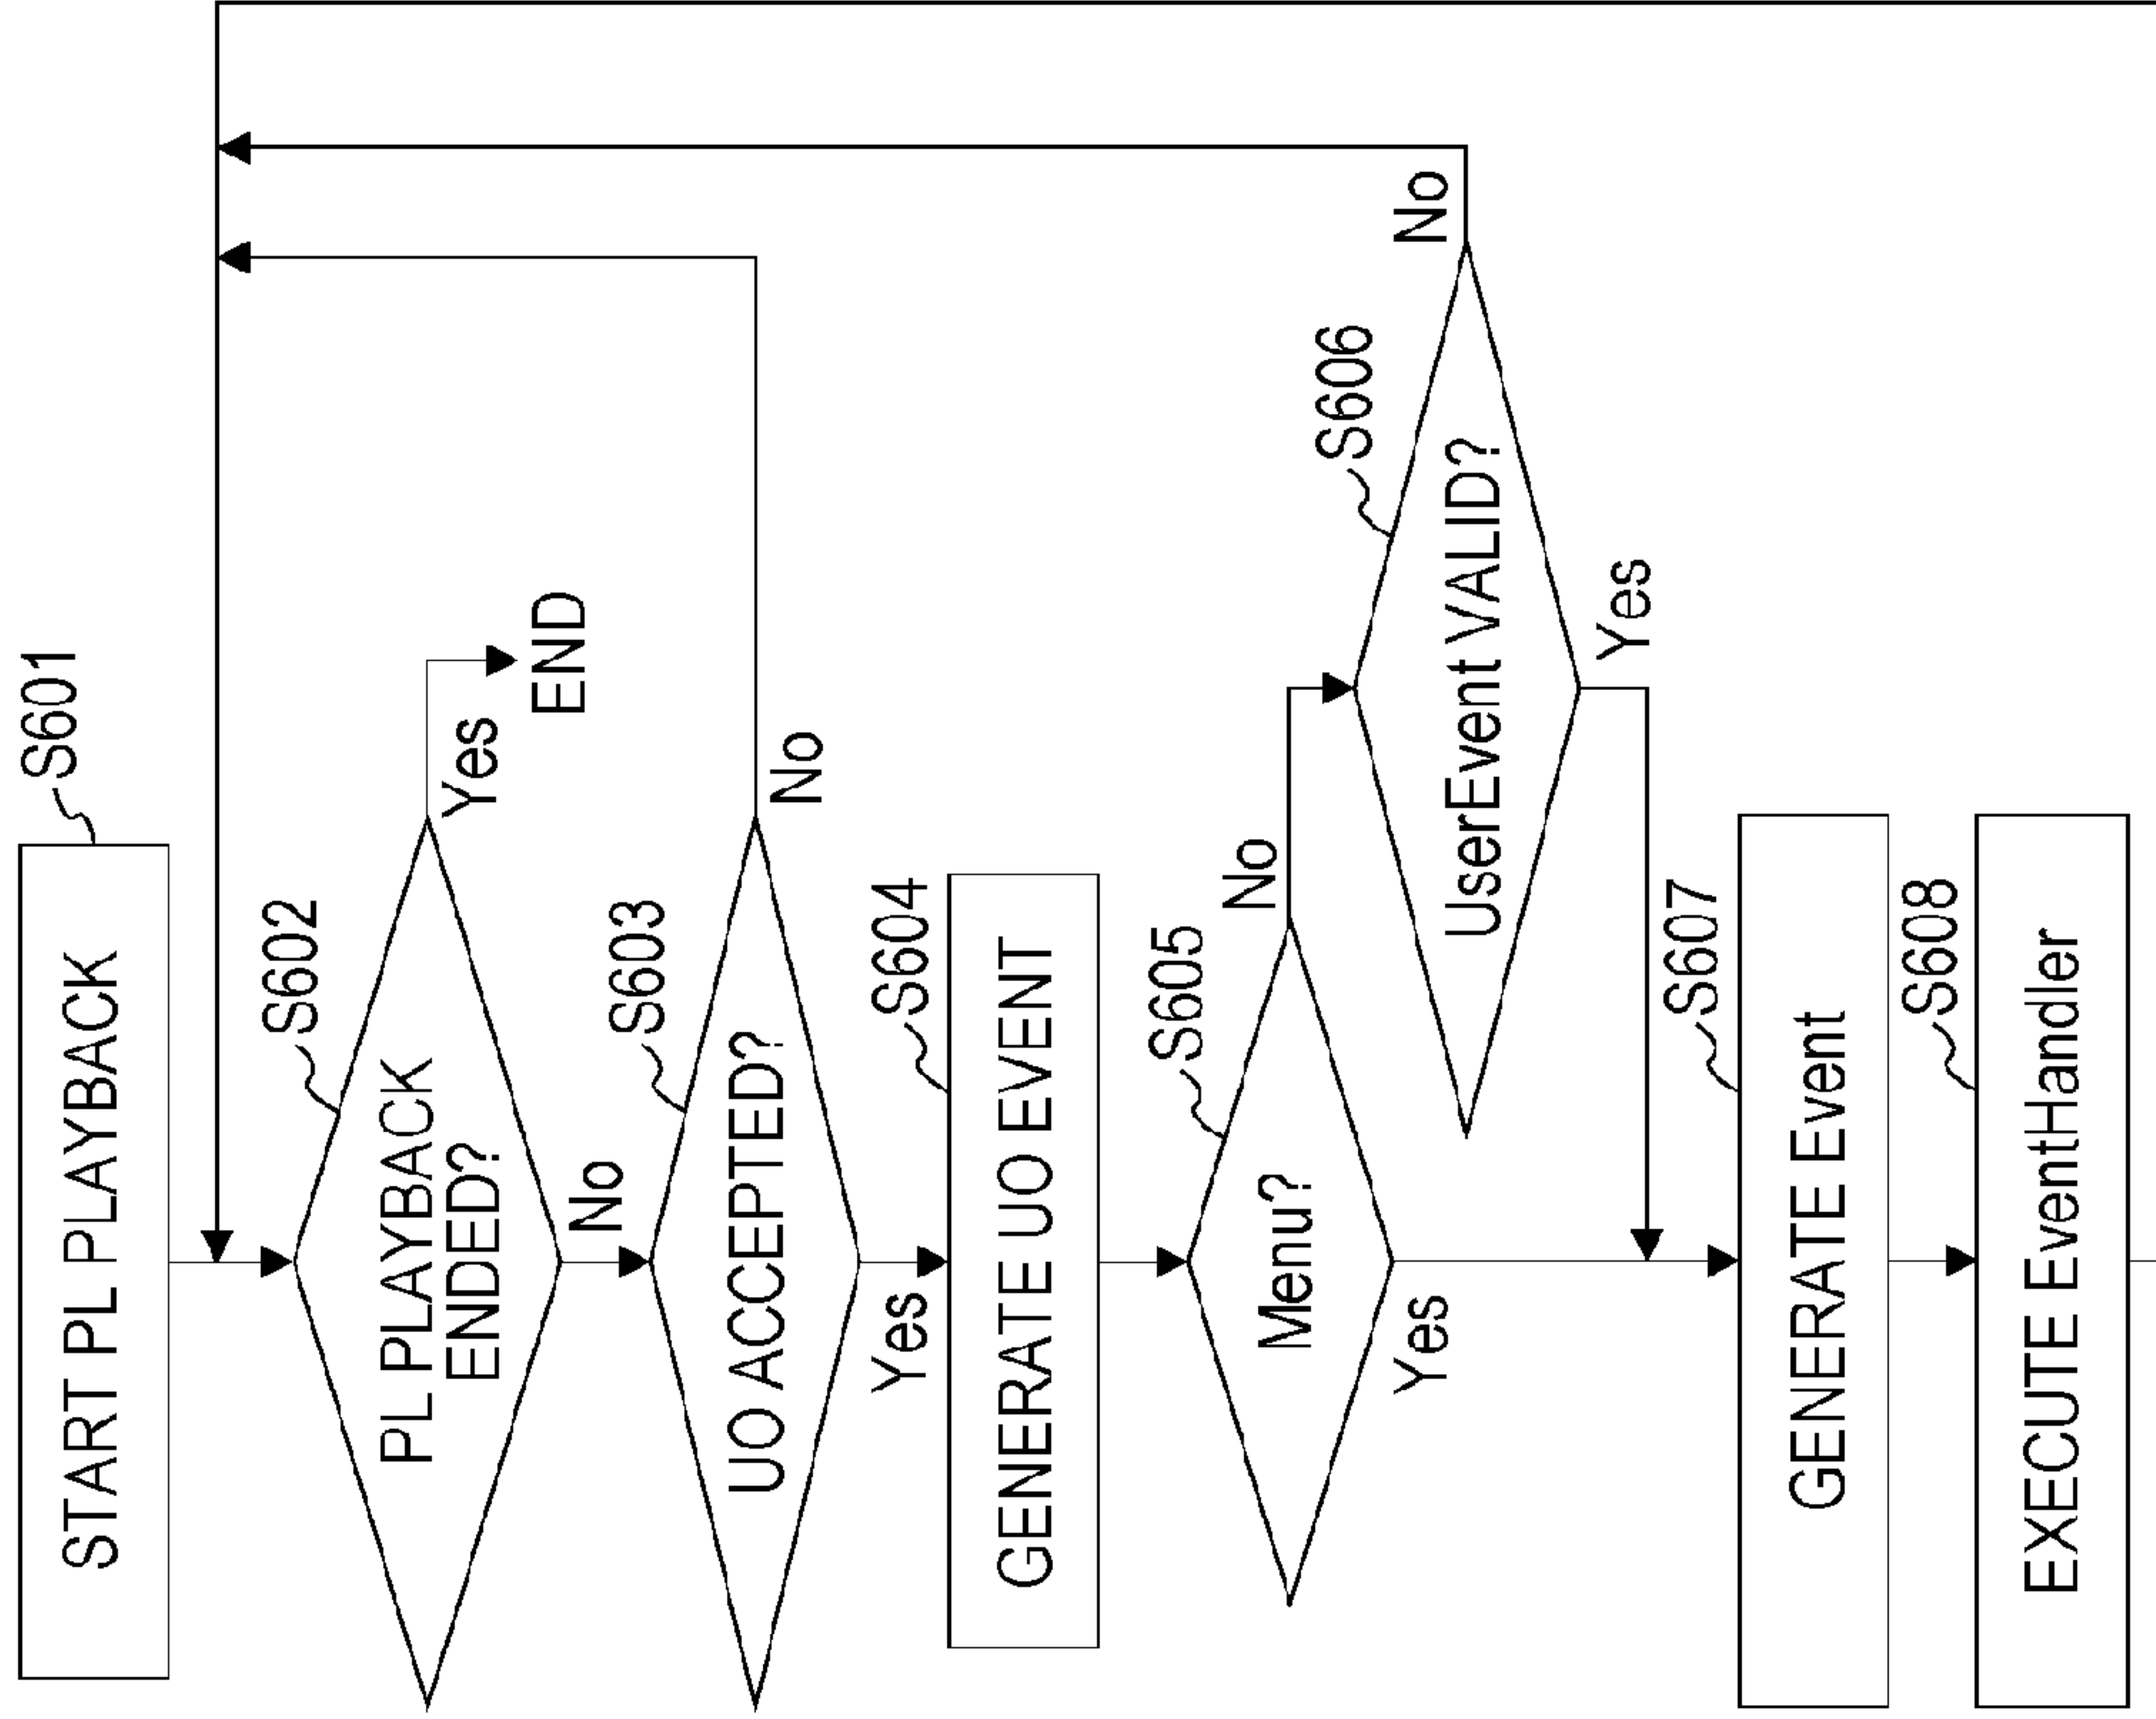 START PL PLAYBACK
S601
S602
PL PLAYBACK
ENDED?
Yes
END
No
S603
UO ACCEPTED?
No
Yes
S604
GENERATE UO EVENT
S605
Menu?
No
Yes
S606
UserEvent VALID?
No
Yes
S607
GENERATE Event
S608
EXECUTE EventHandler